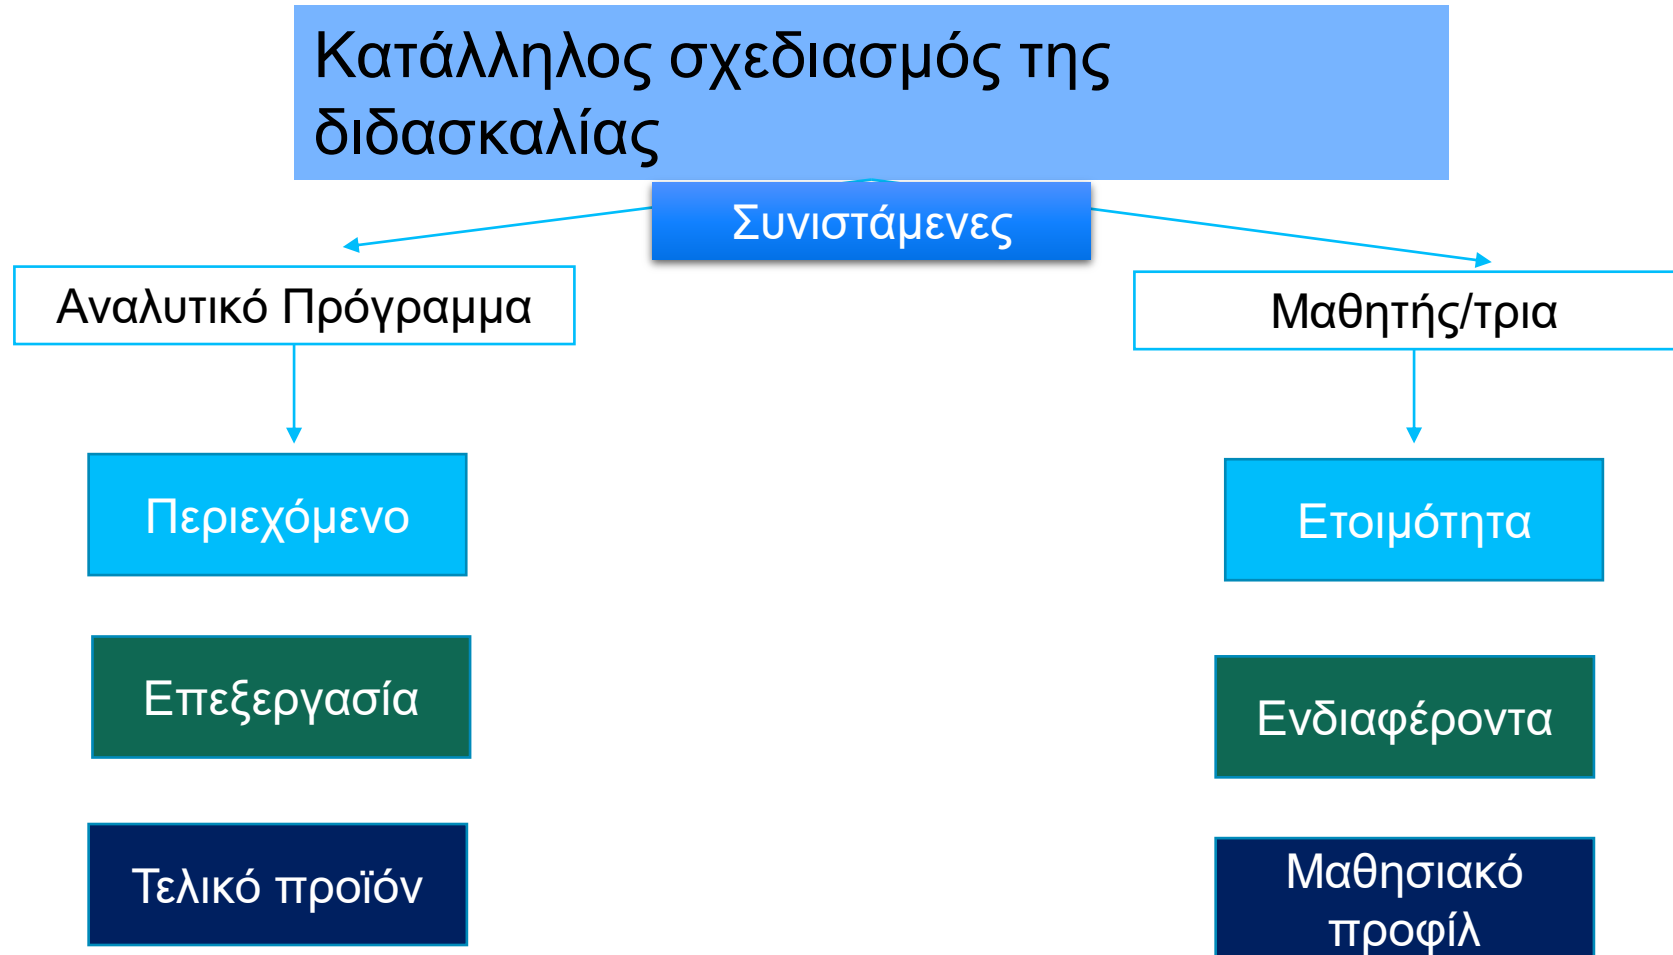 Κατάλληλος σχεδιασμός της
διδασκαλίας
Συνιστάμενες
Αναλυτικό Πρόγραμμα
Μαθητής/τρια
Περιεχόμενο
Ετοιμότητα
Επεξεργασία
Ενδιαφέροντα
Τελικό προϊόν
Μαθησιακό
προφίλ